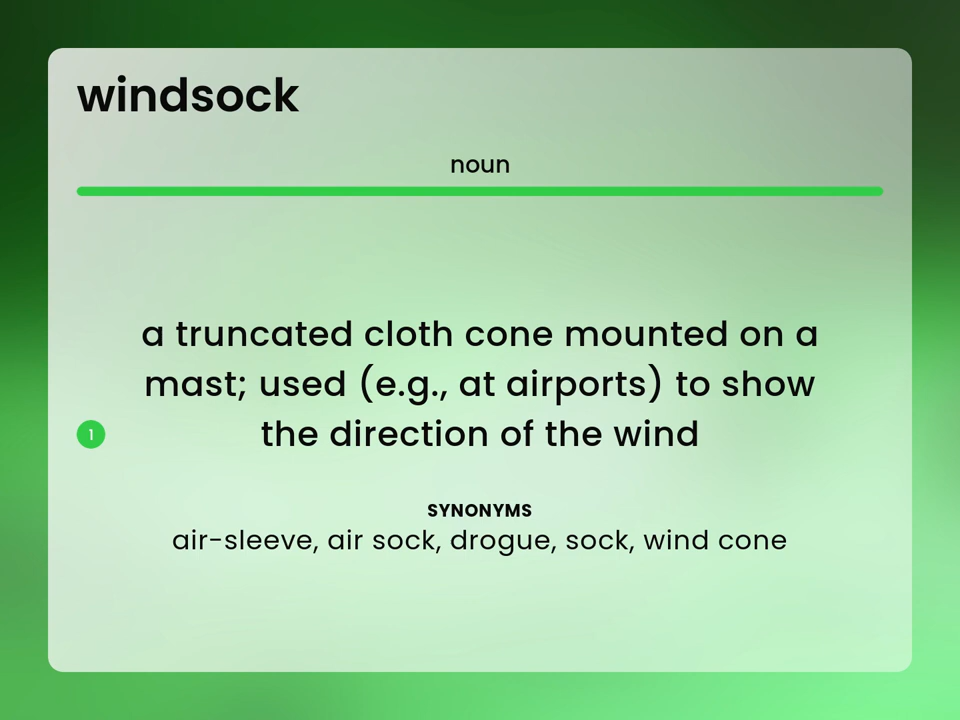 windsock
noun
a truncated cloth cone mounted on a
mast; used (e.g., at airports) to show
the direction of the wind
1
SYNONYMS
air-sleeve, air sock, drogue, sock, wind cone